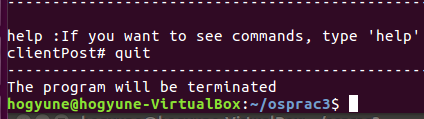 --------------------------------------------------
help :If you want to see commands, type 'help'
clientPost# quit
--------------------------------------------------
The program will be terminated
hogyune@hogyune-VirtualBox:~/osprac3$